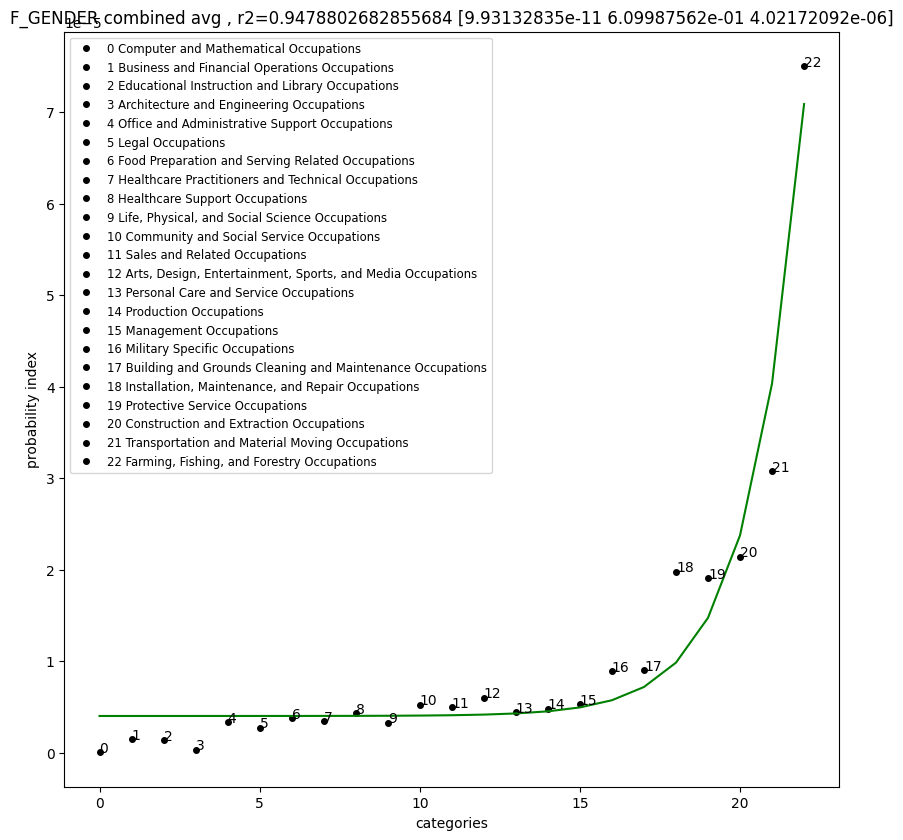 F_GENDER combined avg , r2=0.9478802682855684 [9.93132835e-11 6.09987562e-01 4.02172092e-06]
1e−5
0 Computer and Mathematical Occupations
1 Business and Financial Operations Occupations
2 Educational Instruction and Library Occupations
3 Architecture and Engineering Occupations
4 Office and Administrative Support Occupations
5 Legal Occupations
6 Food Preparation and Serving Related Occupations
7 Healthcare Practitioners and Technical Occupations
8 Healthcare Support Occupations
9 Life, Physical, and Social Science Occupations
10 Community and Social Service Occupations
11 Sales and Related Occupations
12 Arts, Design, Entertainment, Sports, and Media Occupations
13 Personal Care and Service Occupations
14 Production Occupations
15 Management Occupations
16 Military Specific Occupations
17 Building and Grounds Cleaning and Maintenance Occupations
18 Installation, Maintenance, and Repair Occupations
19 Protective Service Occupations
20 Construction and Extraction Occupations
21 Transportation and Material Moving Occupations
22 Farming, Fishing, and Forestry Occupations
probability index
7
6
5
4
3
2
1
0
0
1
2
3
4
5
6
7
8
9
10
11
12
13
14
15
16
17
18
19
20
21
22
0 5 10 15 20
categories